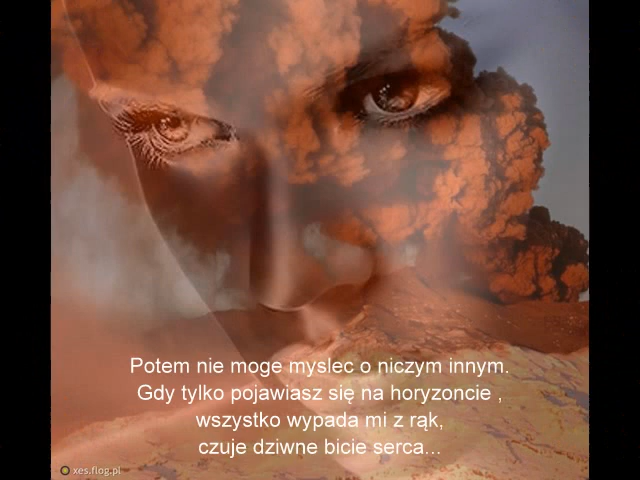 Potem nie moge myslec o niczym innym.
Gdy tylko pojawiasz się na horyzoncie ,
wszystko wypada mi z rąk,
czuje dziwne bicie serca...
xes.flog.pl